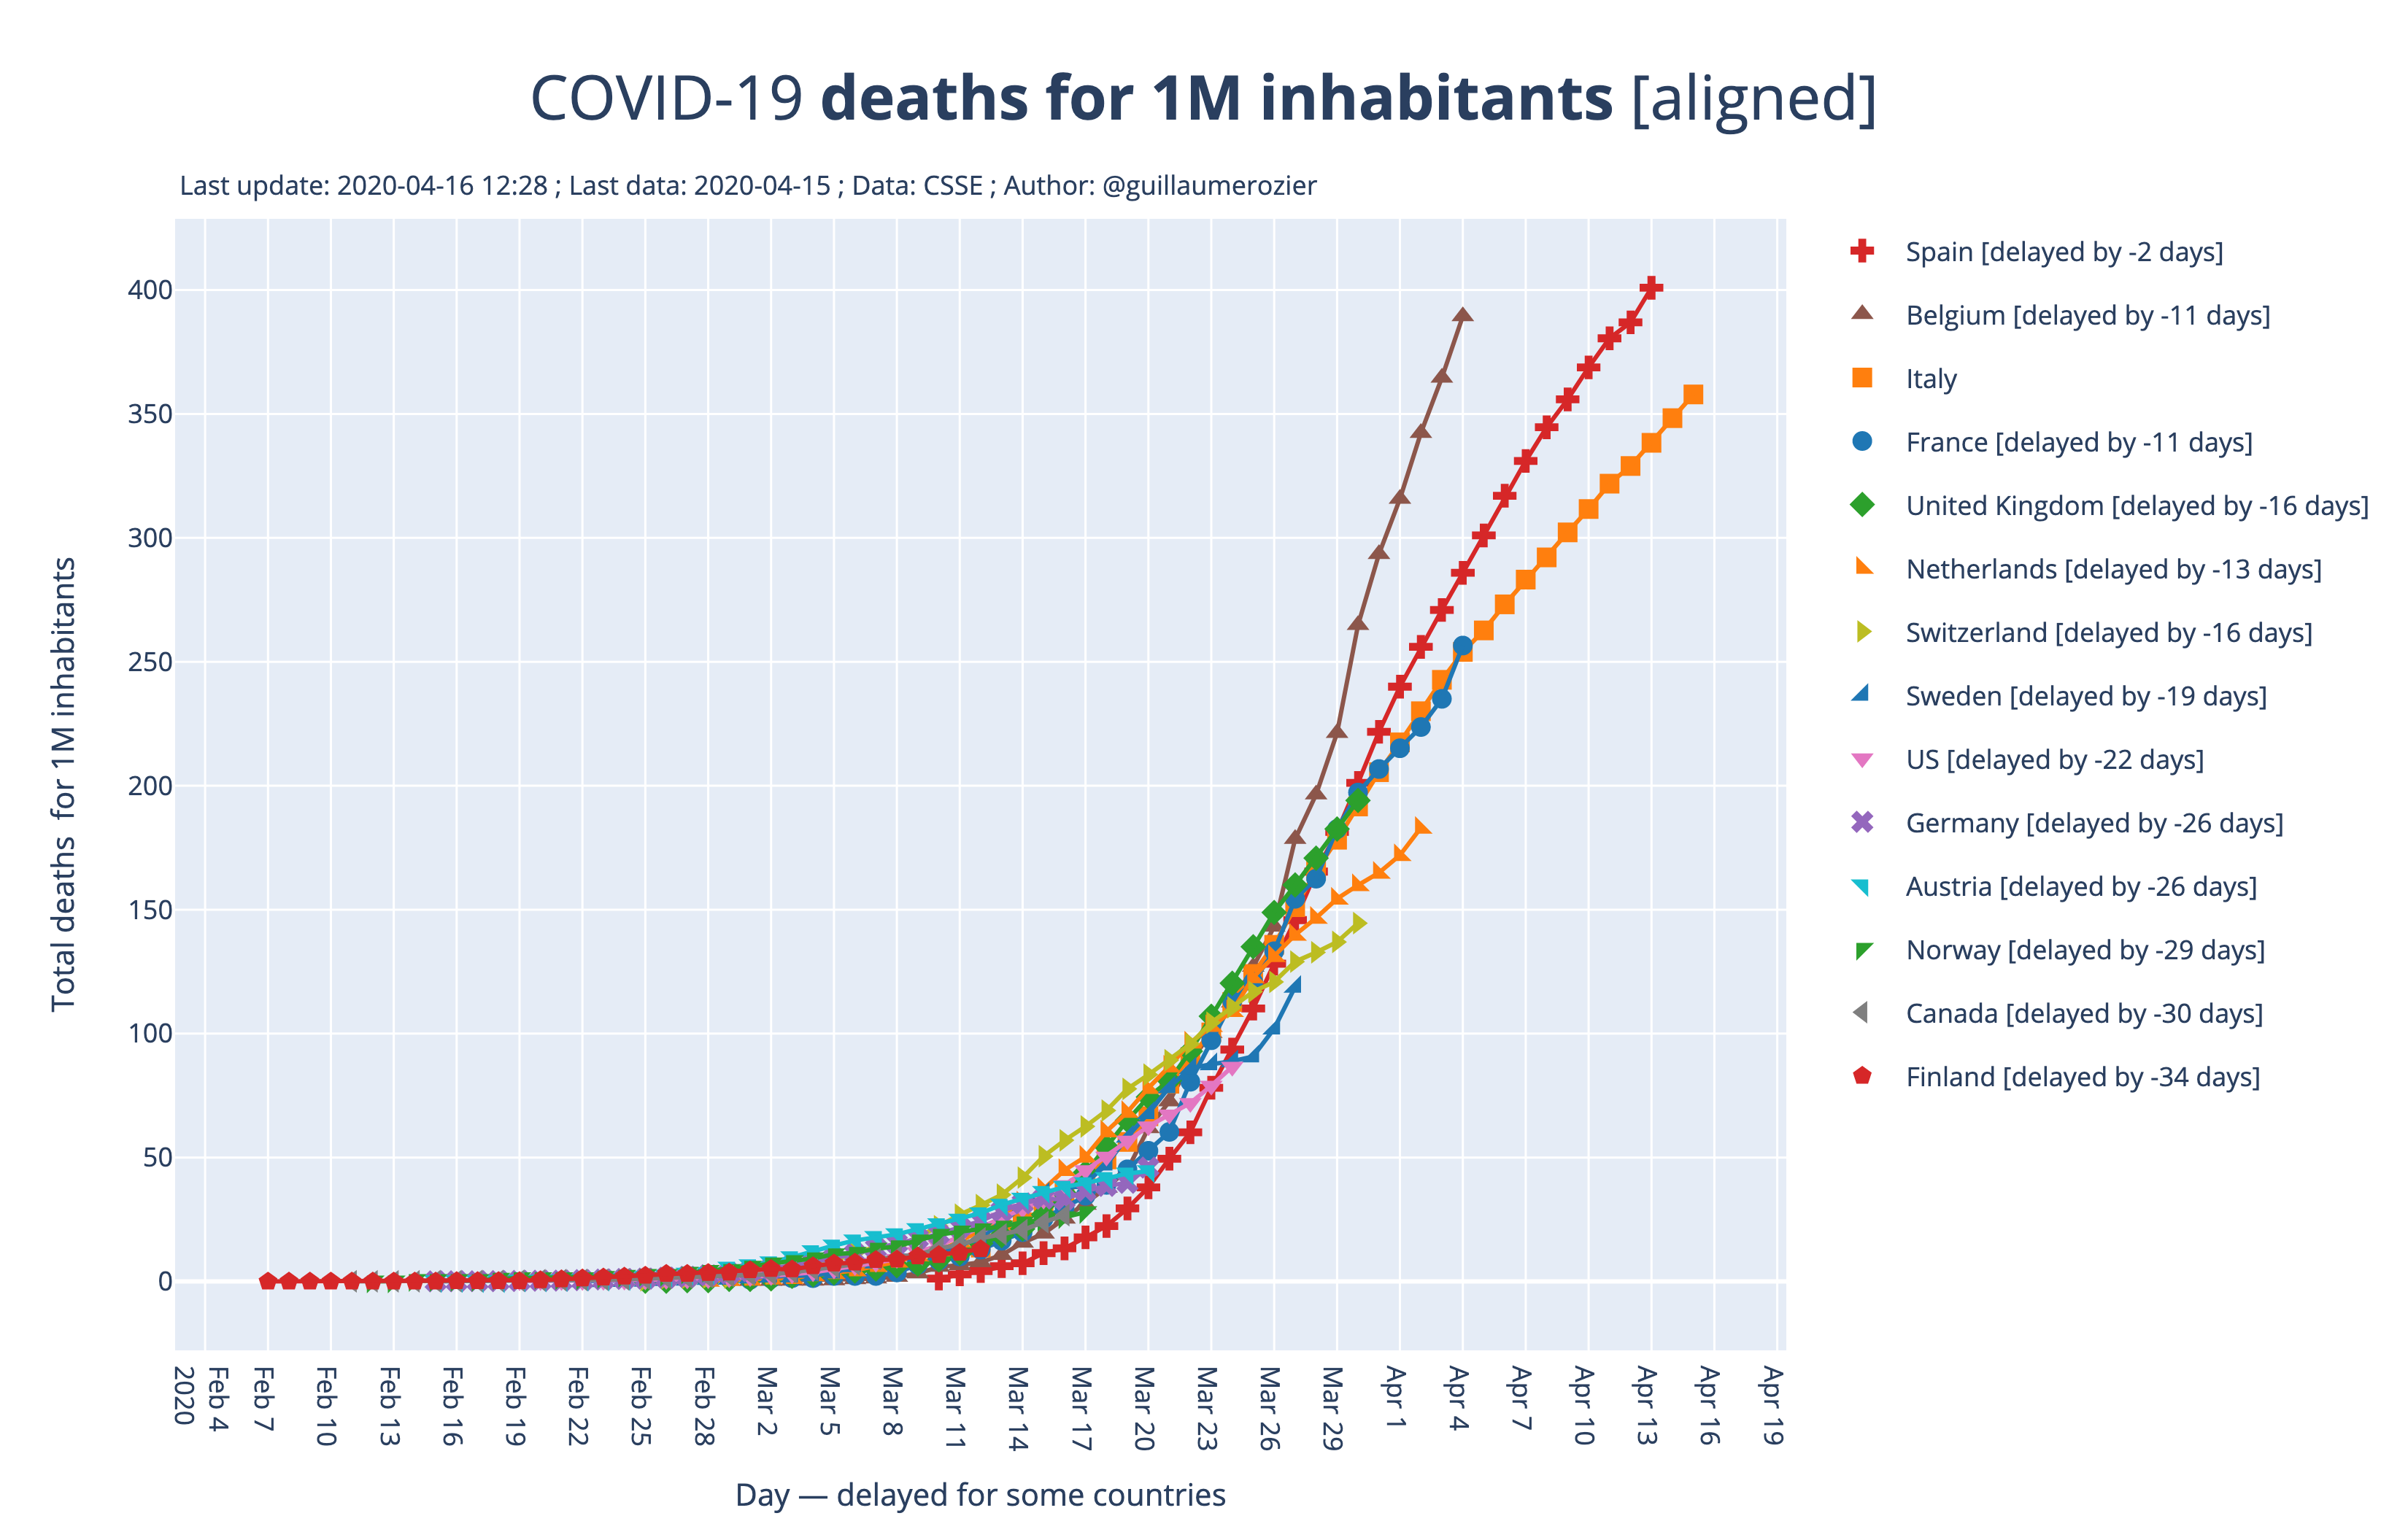 COVID-19 deaths for 1M inhabitants [aligned]
Last update: 2020-04-16 12:28 ; Last data: 2020-04-15 ; Data: CSSE ; Author: @guillaumerozier
Total deaths for 1M inhabitants
400
350
300
250
200
150
100
50
0
Feb 4
2020
Feb 7
Feb 10
Feb 13
Feb 16
Feb 19
Feb 22
Feb 25
Feb 28
Mar 2
Mar 5
Mar 8
Mar 11
Mar 14
Mar 17
Mar 20
Mar 23
Mar 26
Mar 29
Apr 1
Apr 4
Apr 7
Apr 10
Apr 13
Apr 16
Apr 19
Day — delayed for some countries
Spain [delayed by -2 days]
Belgium [delayed by -11 days]
Italy
France [delayed by -11 days]
United Kingdom [delayed by -16 days]
Netherlands [delayed by -13 days]
Switzerland [delayed by -16 days]
Sweden [delayed by -19 days]
US [delayed by -22 days]
Germany [delayed by -26 days]
Austria [delayed by -26 days]
Norway [delayed by -29 days]
Canada [delayed by -30 days]
Finland [delayed by -34 days]